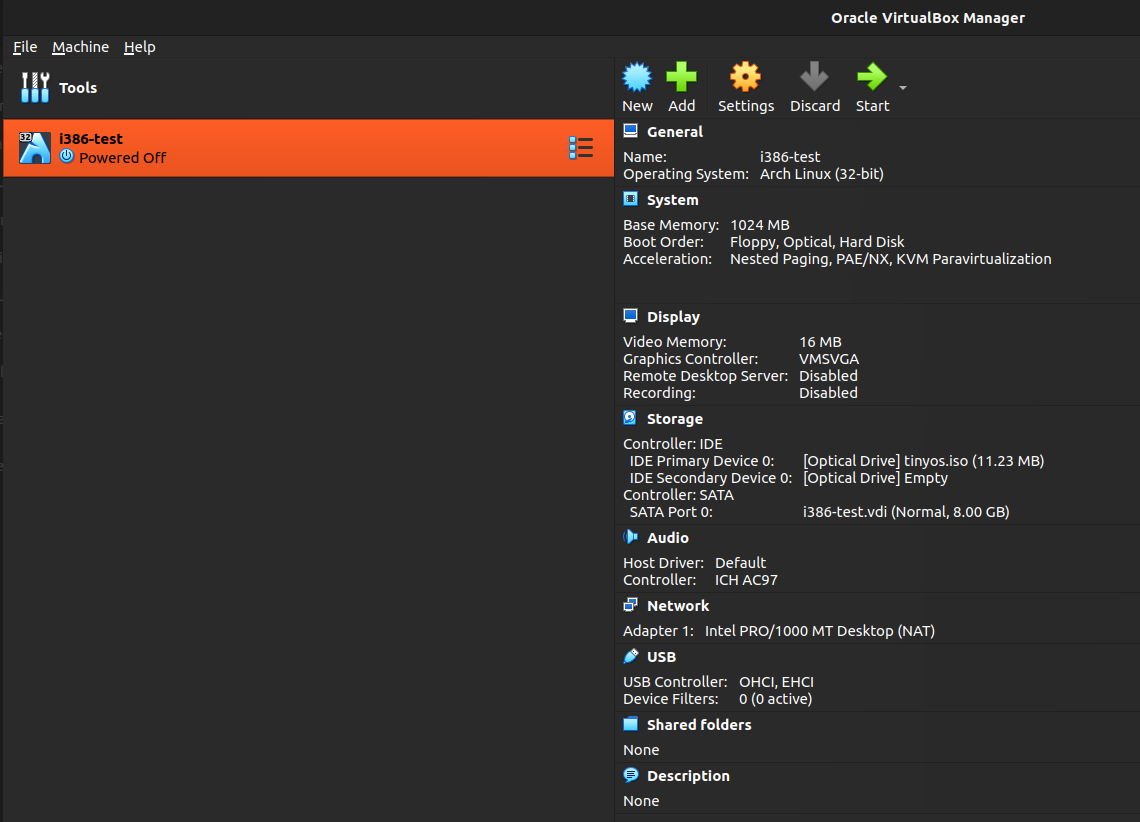 Oracle VirtualBox Manager
File Machine Help
Tools
New Add Settings Discard Start
32
i386-test
Powered Off
General
Name: i386-test
Operating System: Arch Linux (32-bit)
System
Base Memory: 1024 MB
Boot Order: Floppy, Optical, Hard Disk
Acceleration: Nested Paging, PAE/NX, KVM Paravirtualization
Display
Video Memory: 16 MB
Graphics Controller: VMSVGA
Remote Desktop Server: Disabled
Recording: Disabled
Storage
Controller: IDE
IDE Primary Device 0: [Optical Drive] tinyos.iso (11.23 MB)
IDE Secondary Device 0: [Optical Drive] Empty
Controller: SATA
SATA Port 0: i386-test.vdi (Normal, 8.00 GB)
Audio
Host Driver: Default
Controller: ICH AC97
Network
Adapter 1: Intel PRO/1000 MT Desktop (NAT)
USB
USB Controller: OHCI, EHCI
Device Filters: 0 (0 active)
Shared folders
None
Description
None